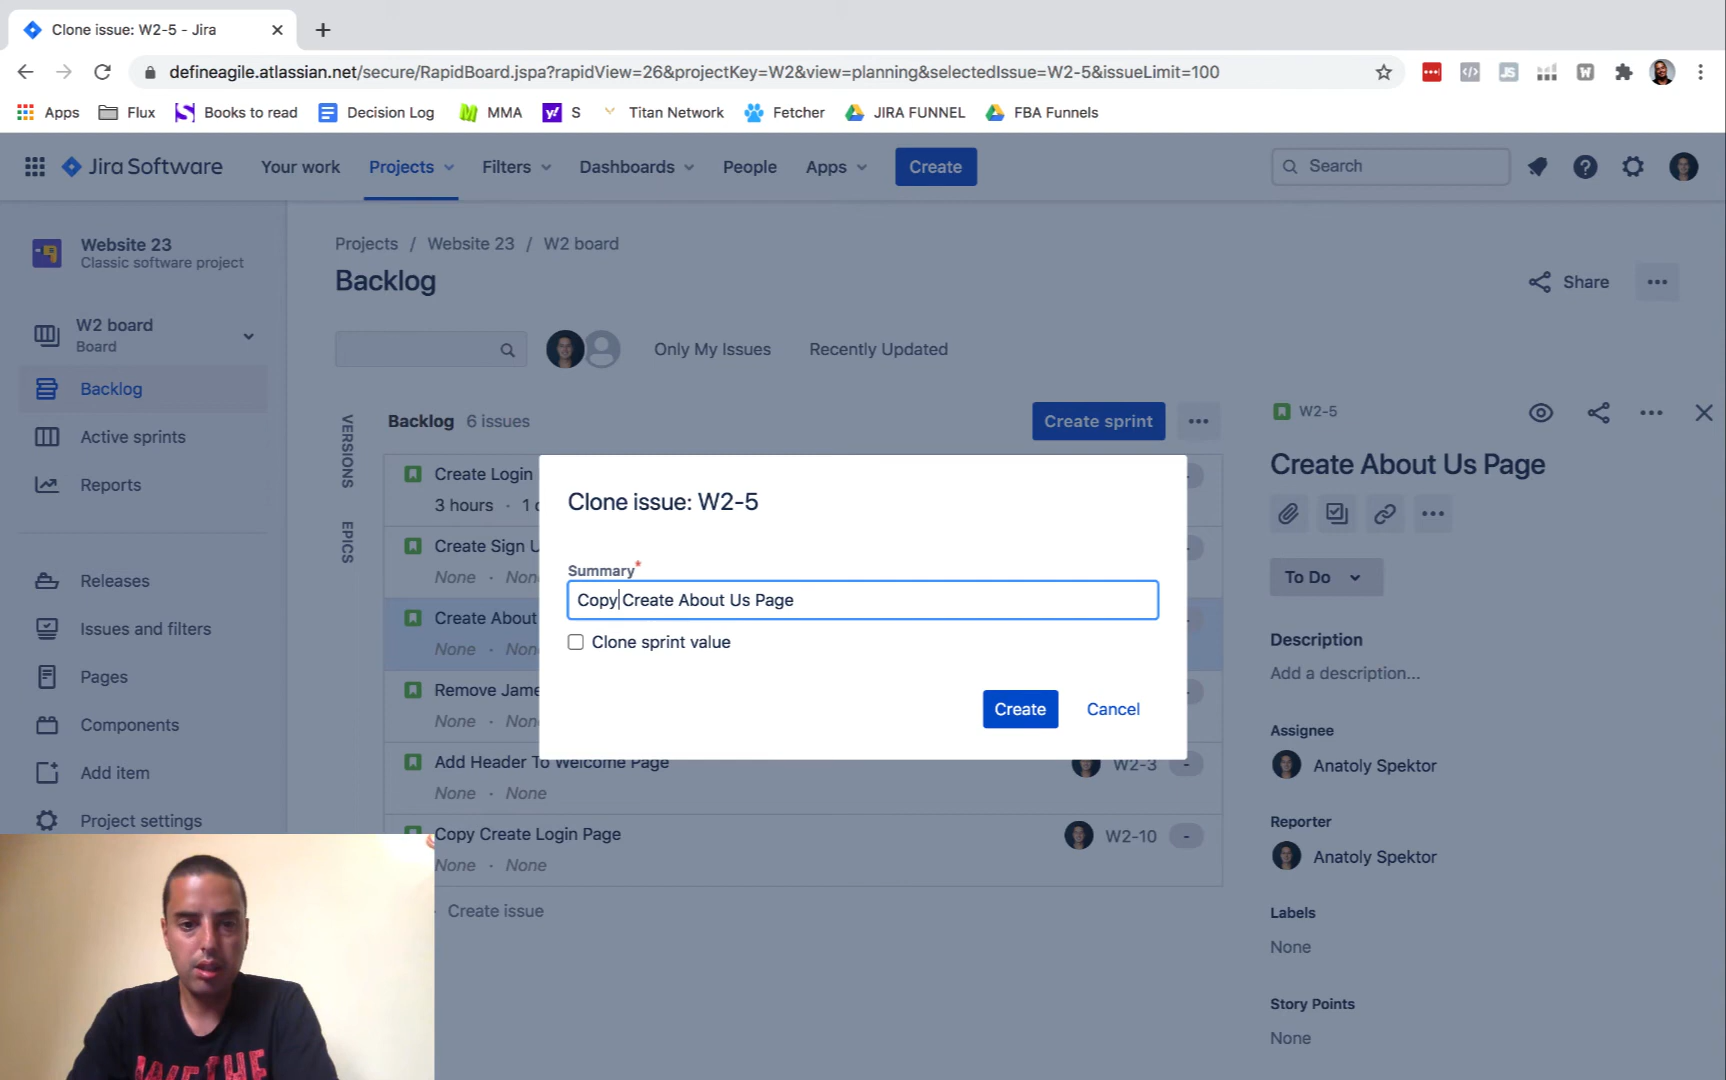 Clone issue: W2-5 - Jira
defineagile.atlassian.net/secure/RapidBoard.jspa?rapidView=26&projectKey=W2&view=planning&selectedIssue=W2-5&issueLimit=100
Apps Flux Books to read Decision Log MMA S Titan Network Fetcher JIRA FUNNEL FBA Funnels
Jira Software Your work Projects Filters Dashboards People Apps Create Search
Website 23
Classic software project
W2 board
Board
Backlog
Active sprints
Reports
Releases
Issues and filters
Pages
Components
Add item
Project settings
Projects / Website 23 / W2 board
Backlog
Share
Only My Issues Recently Updated
VERSIONS
EPICS
Backlog 6 issues Create sprint
Create Login
3 hours · 1
Create Sign U
None · Non
Create About
None · Non
Remove Jame
None · Non
Add Header To Welcome Page W2-3 -
None · None
Copy Create Login Page W2-10 -
None · None
Create issue
Clone issue: W2-5
Summary*
Copy Create About Us Page
Clone sprint value
Create Cancel
W2-5
Create About Us Page
To Do
Description
Add a description...
Assignee
Anatoly Spektor
Reporter
Anatoly Spektor
Labels
None
Story Points
None